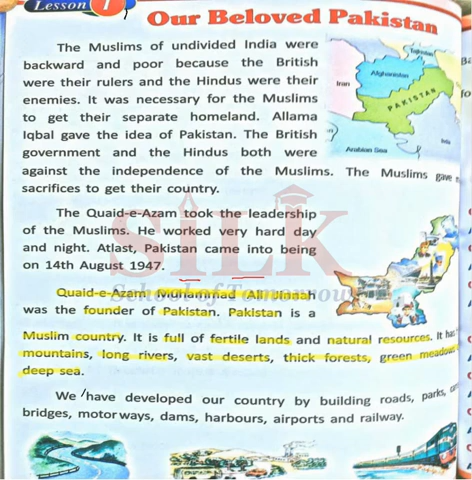 Lesson 1
Our Beloved Pakistan
The Muslims of undivided India were
backward and poor because the British
were their rulers and the Hindus were their
enemies. It was necessary for the Muslims
to get their separate homeland. Allama
Iqbal gave the idea of Pakistan. The British
government and the Hindus both were
against the independence of the Muslims. The Muslims gave
sacrifices to get their country.
Iran
Afghanistan
PAKISTAN
India
Arabian Sea
The Quaid-e-Azam took the leadership
of the Muslims. He worked very hard day
and night. Atlast, Pakistan came into being
on 14th August 1947.
SILK
School of Tomorrow
Quaid-e-Azam Muhammad Ali Jinnah
was the founder of Pakistan. Pakistan is a
Muslim country. It is full of fertile lands and natural resources. It has
mountains, long rivers, vast deserts, thick forests, green meadows
deep sea.
We have developed our country by building roads, parks,
bridges, motorways, dams, harbours, airports and railway.